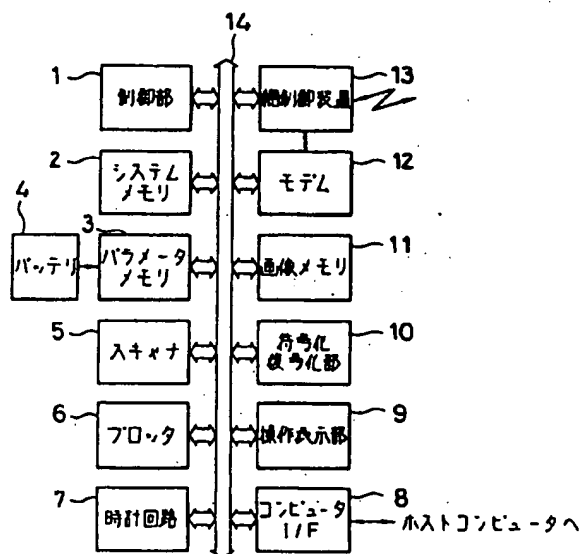 14
1
制御部
13
網制御装置
2
システム
メモリ
12
モデム
4
バッテリ
3
パラメータ
メモリ
11
画像メモリ
5
スキャナ
10
符号化
復号化部
6
プロッタ
9
操作表示部
7
時計回路
8
コンピュータ
I/F
ホストコンピュータへ